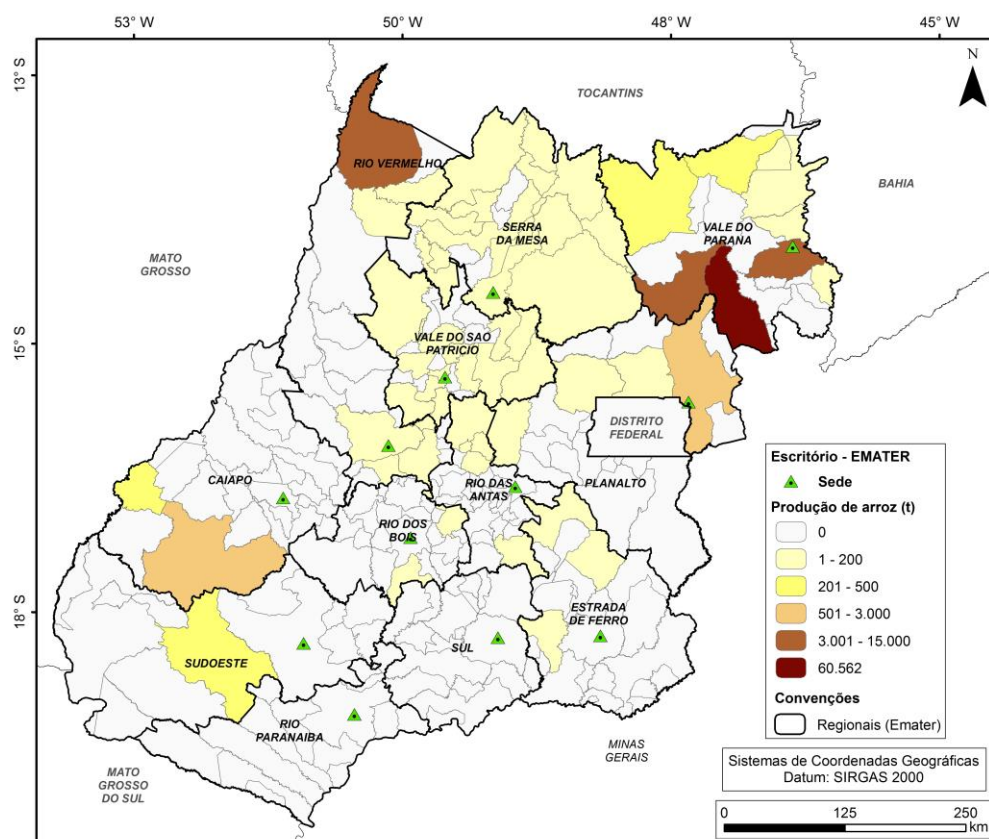 53° W
50° W
48° W
45° W
13° S
15° S
18° S
N
TOCANTINS
BAHIA
MATO
GROSSO
RIO VERMELHO
SERRA
DA MESA
VALE DO
PARANA
VALE DO SAO
PATRICIO
DISTRITO
FEDERAL
CAIAPO
RIO DAS
ANTAS
PLANALTO
RIO DOS
BOIS
ESTRADA
DE FERRO
SUL
SUDOESTE
RIO
PARANAIBA
MINAS
GERAIS
MATO
GROSSO
DO SUL
Escritório - EMATER
Sede
Produção de arroz (t)
0
1 - 200
201 - 500
501 - 3.000
3.001 - 15.000
60.562
Convenções
Regionais (Emater)
Sistemas de Coordenadas Geográficas
Datum: SIRGAS 2000
0 125 250
km